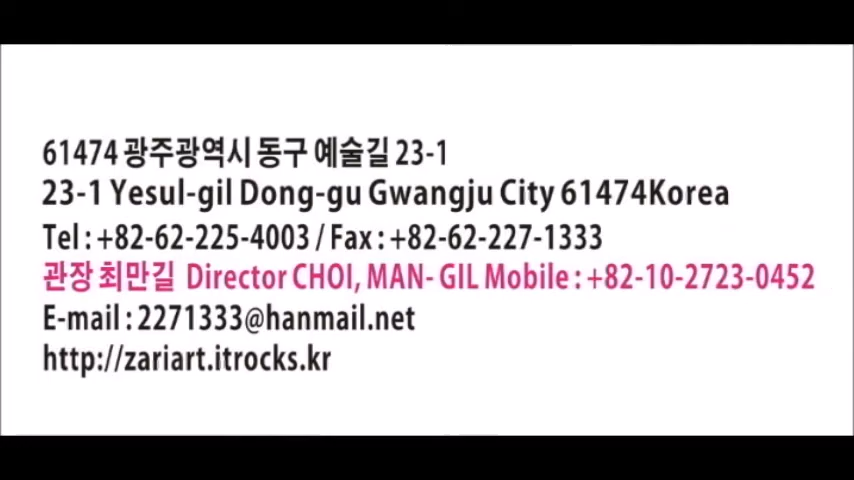 61474 광주광역시 동구 예술길 23-1
23-1 Yesul-gil Dong-gu Gwangju City 61474Korea
Tel : +82-62-225-4003 / Fax : +82-62-227-1333
관장 최만길 Director CHOI, MAN- GIL Mobile : +82-10-2723-0452
E-mail : 2271333@hanmail.net
http://zariart.itrocks.kr